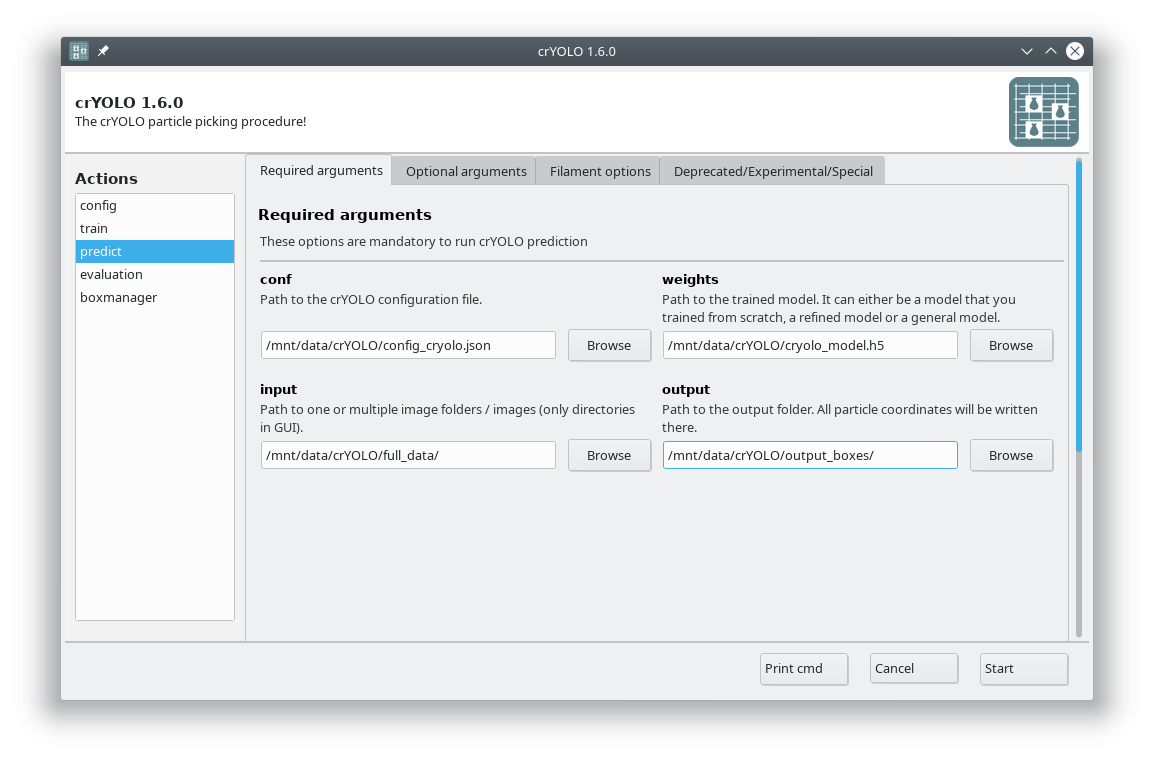 crYOLO 1.6.0
crYOLO 1.6.0
The crYOLO particle picking procedure!
Actions
config
train
predict
evaluation
boxmanager
Required arguments
Optional arguments
Filament options
Deprecated/Experimental/Special
Required arguments
These options are mandatory to run crYOLO prediction
conf
Path to the crYOLO configuration file.
/mnt/data/crYOLO/config_cryolo.json
Browse
weights
Path to the trained model. It can either be a model that you
trained from scratch, a refined model or a general model.
/mnt/data/crYOLO/cryolo_model.h5
Browse
input
Path to one or multiple image folders / images (only directories
in GUI).
/mnt/data/crYOLO/full_data/
Browse
output
Path to the output folder. All particle coordinates will be written
there.
/mnt/data/crYOLO/output_boxes/
Browse
Print cmd
Cancel
Start